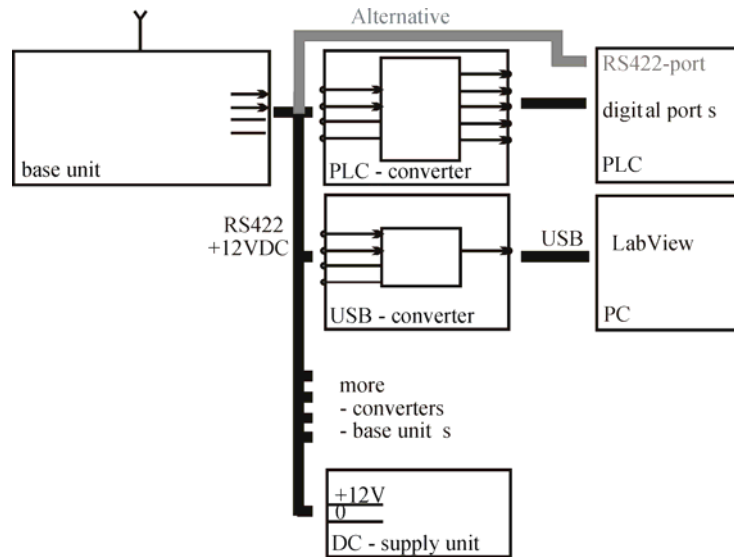 Alternative
RS422-port
digital port s
PLC
base unit
PLC - converter
RS422
+12VDC
USB
LabView
PC
USB - converter
more
- converters
- base unit s
+12V
0
DC - supply unit